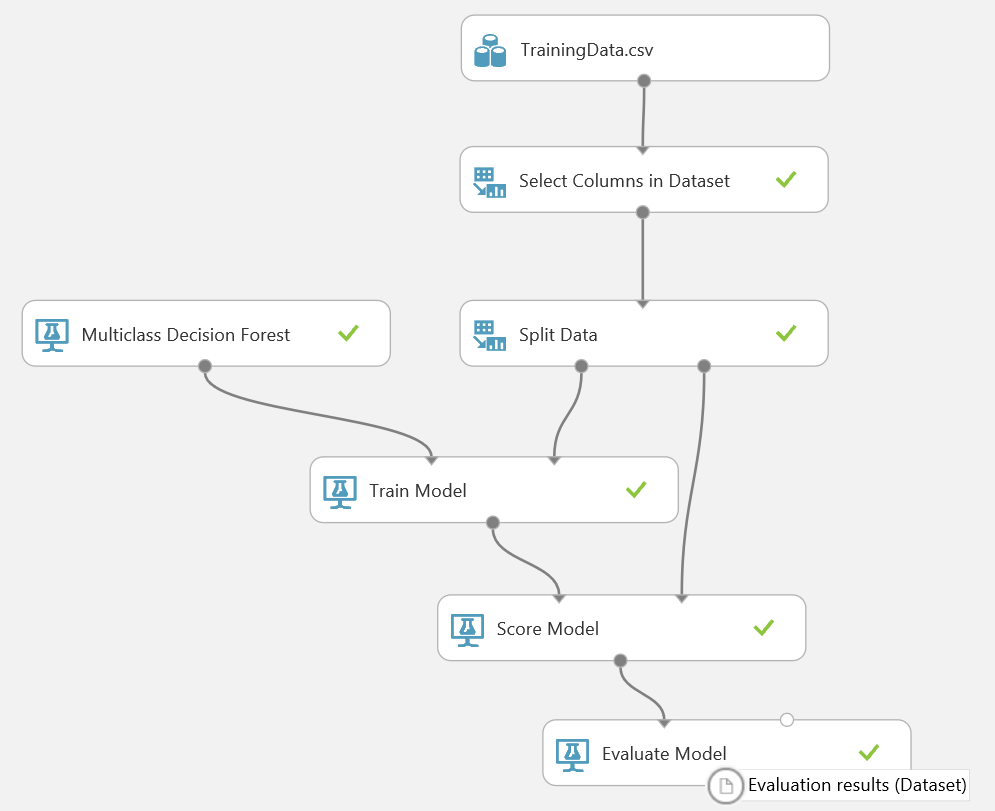 TrainingData.csv
Select Columns in Dataset
Multiclass Decision Forest
Split Data
Train Model
Score Model
Evaluate Model
Evaluation results (Dataset)